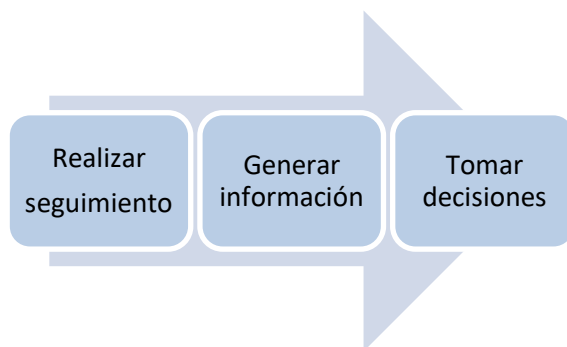 Realizar
seguimiento
Generar
información
Tomar
decisiones